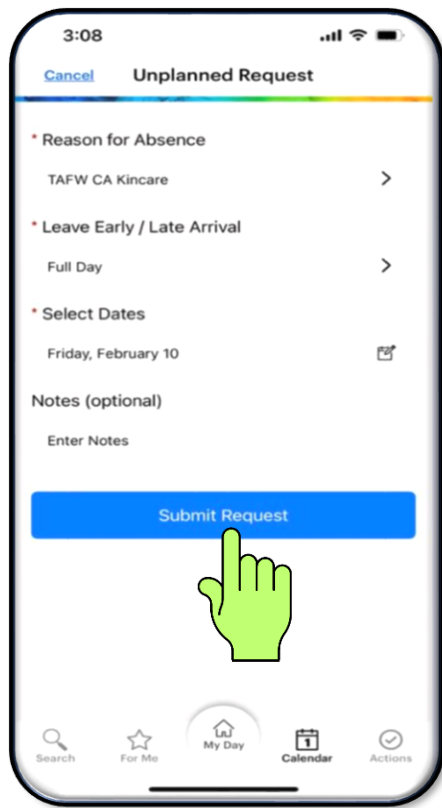 3:08
Cancel Unplanned Request
* Reason for Absence
TAFW CA Kincare
* Leave Early / Late Arrival
Full Day
* Select Dates
Friday, February 10
Notes (optional)
Enter Notes
Submit Request
Search For Me My Day 1 Calendar Actions